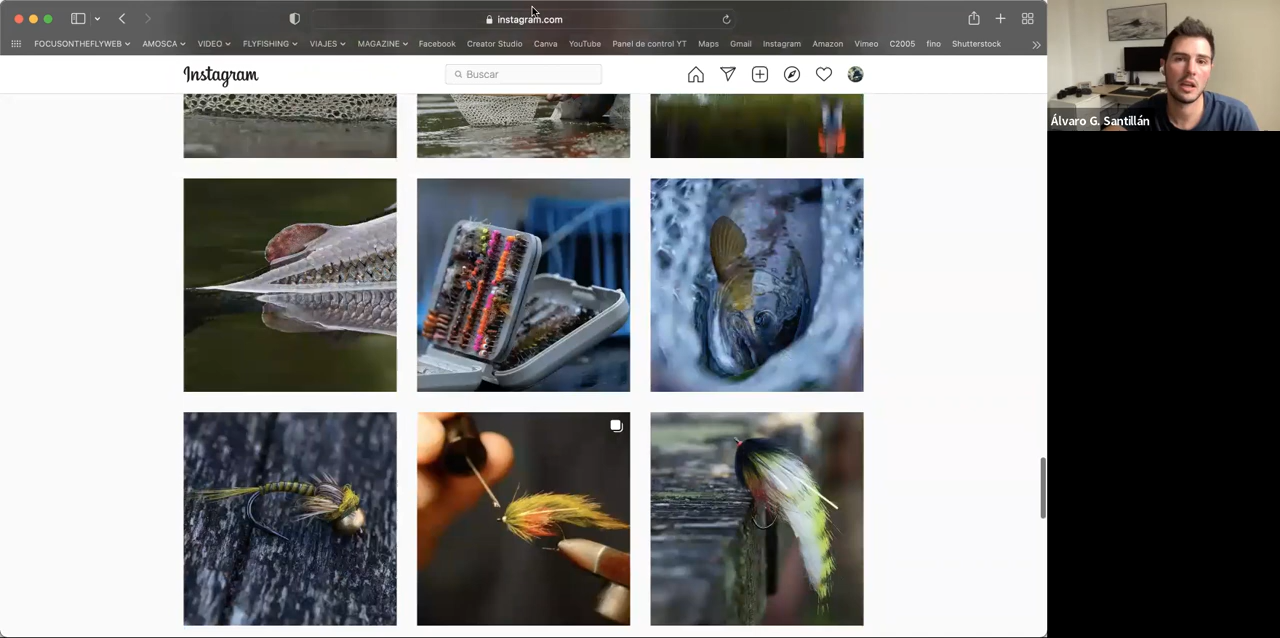 instagram.com
FOCUSONTHEFLYWEB AMOSCA VIDEO FLYFISHING VIAJES MAGAZINE Facebook Creator Studio Canva YouTube Panel de control YT Maps Gmail Instagram Amazon Vimeo C2005 fino Shutterstock
Instagram
Buscar
Álvaro G. Santillán